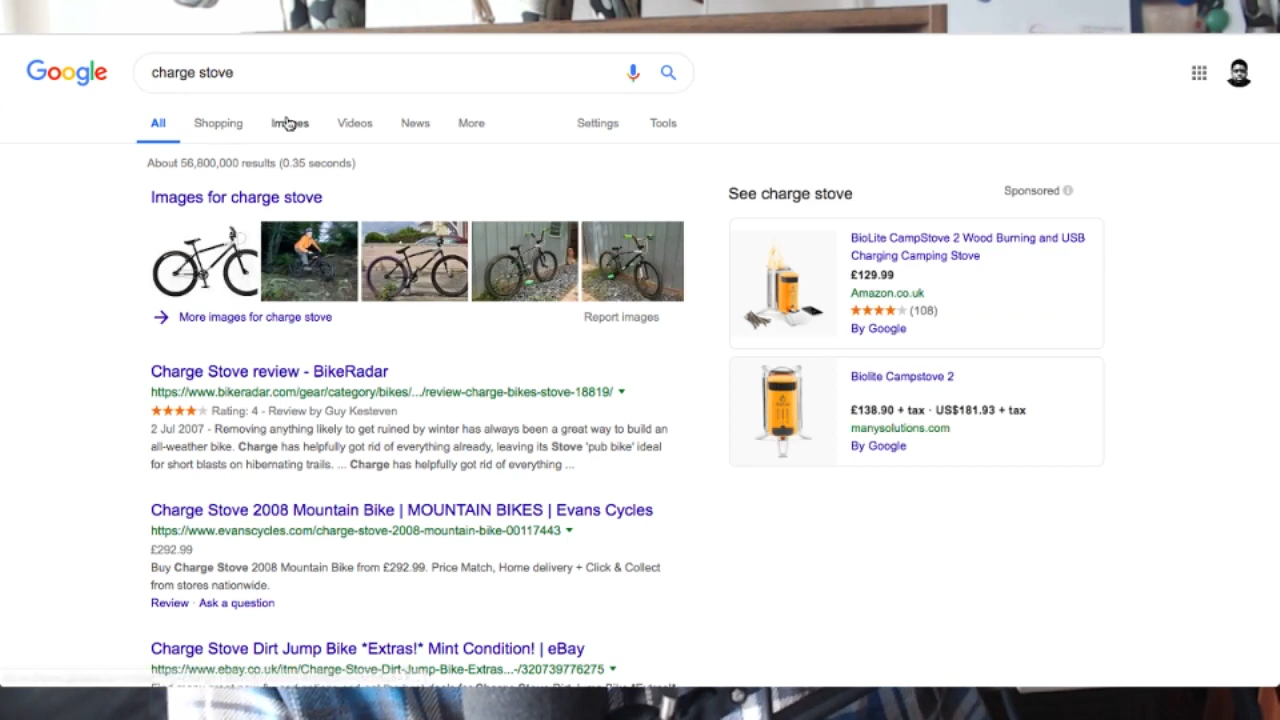 Google
charge stove
All Shopping Images Videos News More Settings Tools
About 56,800,000 results (0.35 seconds)
Images for charge stove
More images for charge stove
Report images
Charge Stove review - BikeRadar
https://www.bikeradar.com/gear/category/bikes/.../review-charge-bikes-stove-18819/
Rating: 4 - Review by Guy Kesteven
2 Jul 2007 - Removing anything likely to get ruined by winter has always been a great way to build an
all-weather bike. Charge has helpfully got rid of everything already, leaving its Stove 'pub bike' ideal
for short blasts on hibernating trails. ... Charge has helpfully got rid of everything ...
Charge Stove 2008 Mountain Bike | MOUNTAIN BIKES | Evans Cycles
https://www.evanscycles.com/charge-stove-2008-mountain-bike-00117443
£292.99
Buy Charge Stove 2008 Mountain Bike from £292.99. Price Match, Home delivery + Click & Collect
from stores nationwide.
Review · Ask a question
Charge Stove Dirt Jump Bike *Extras!* Mint Condition! | eBay
https://www.ebay.co.uk/itm/Charge-Stove-Dirt-Jump-Bike-Extras...-/320739776275
See charge stove
Sponsored
BioLite CampStove 2 Wood Burning and USB
Charging Camping Stove
£129.99
Amazon.co.uk
(108)
By Google
Biolite Campstove 2
£138.90 + tax · US$181.93 + tax
manysolutions.com
By Google